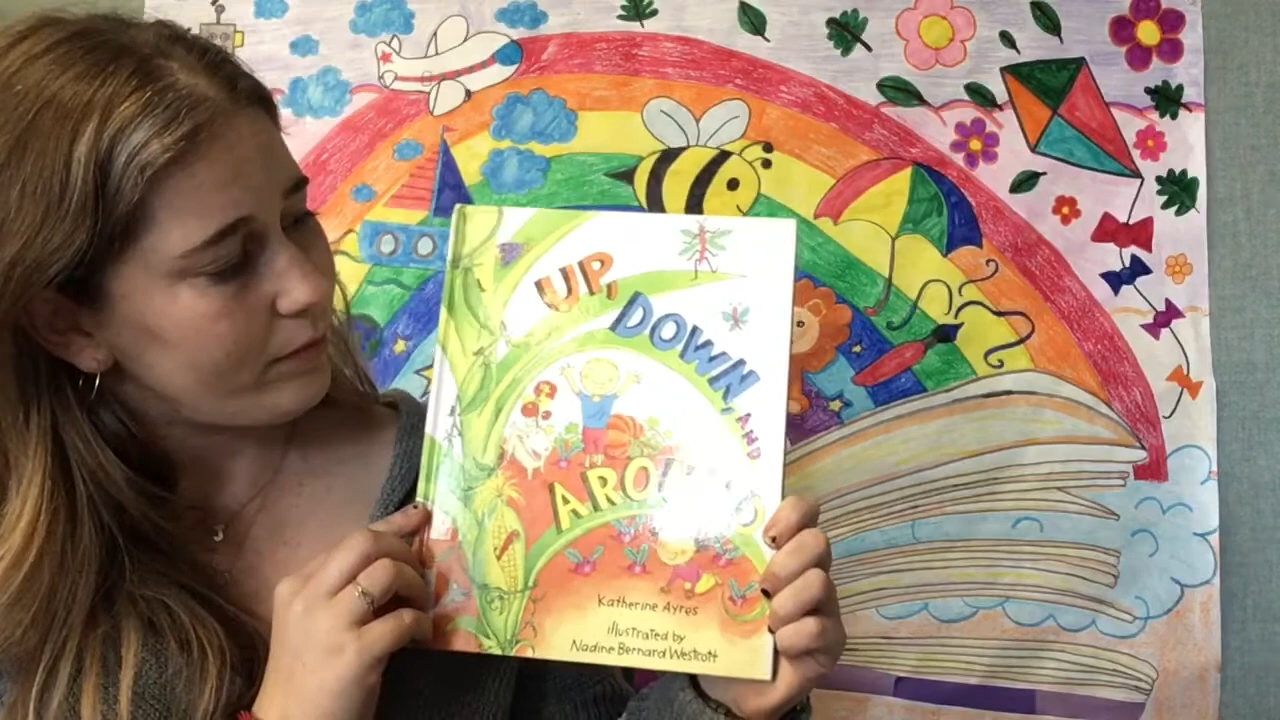 UP,
DOWN,
AND
Katherine Ayres
illustrated by
Nadine Bernard Westcott
J